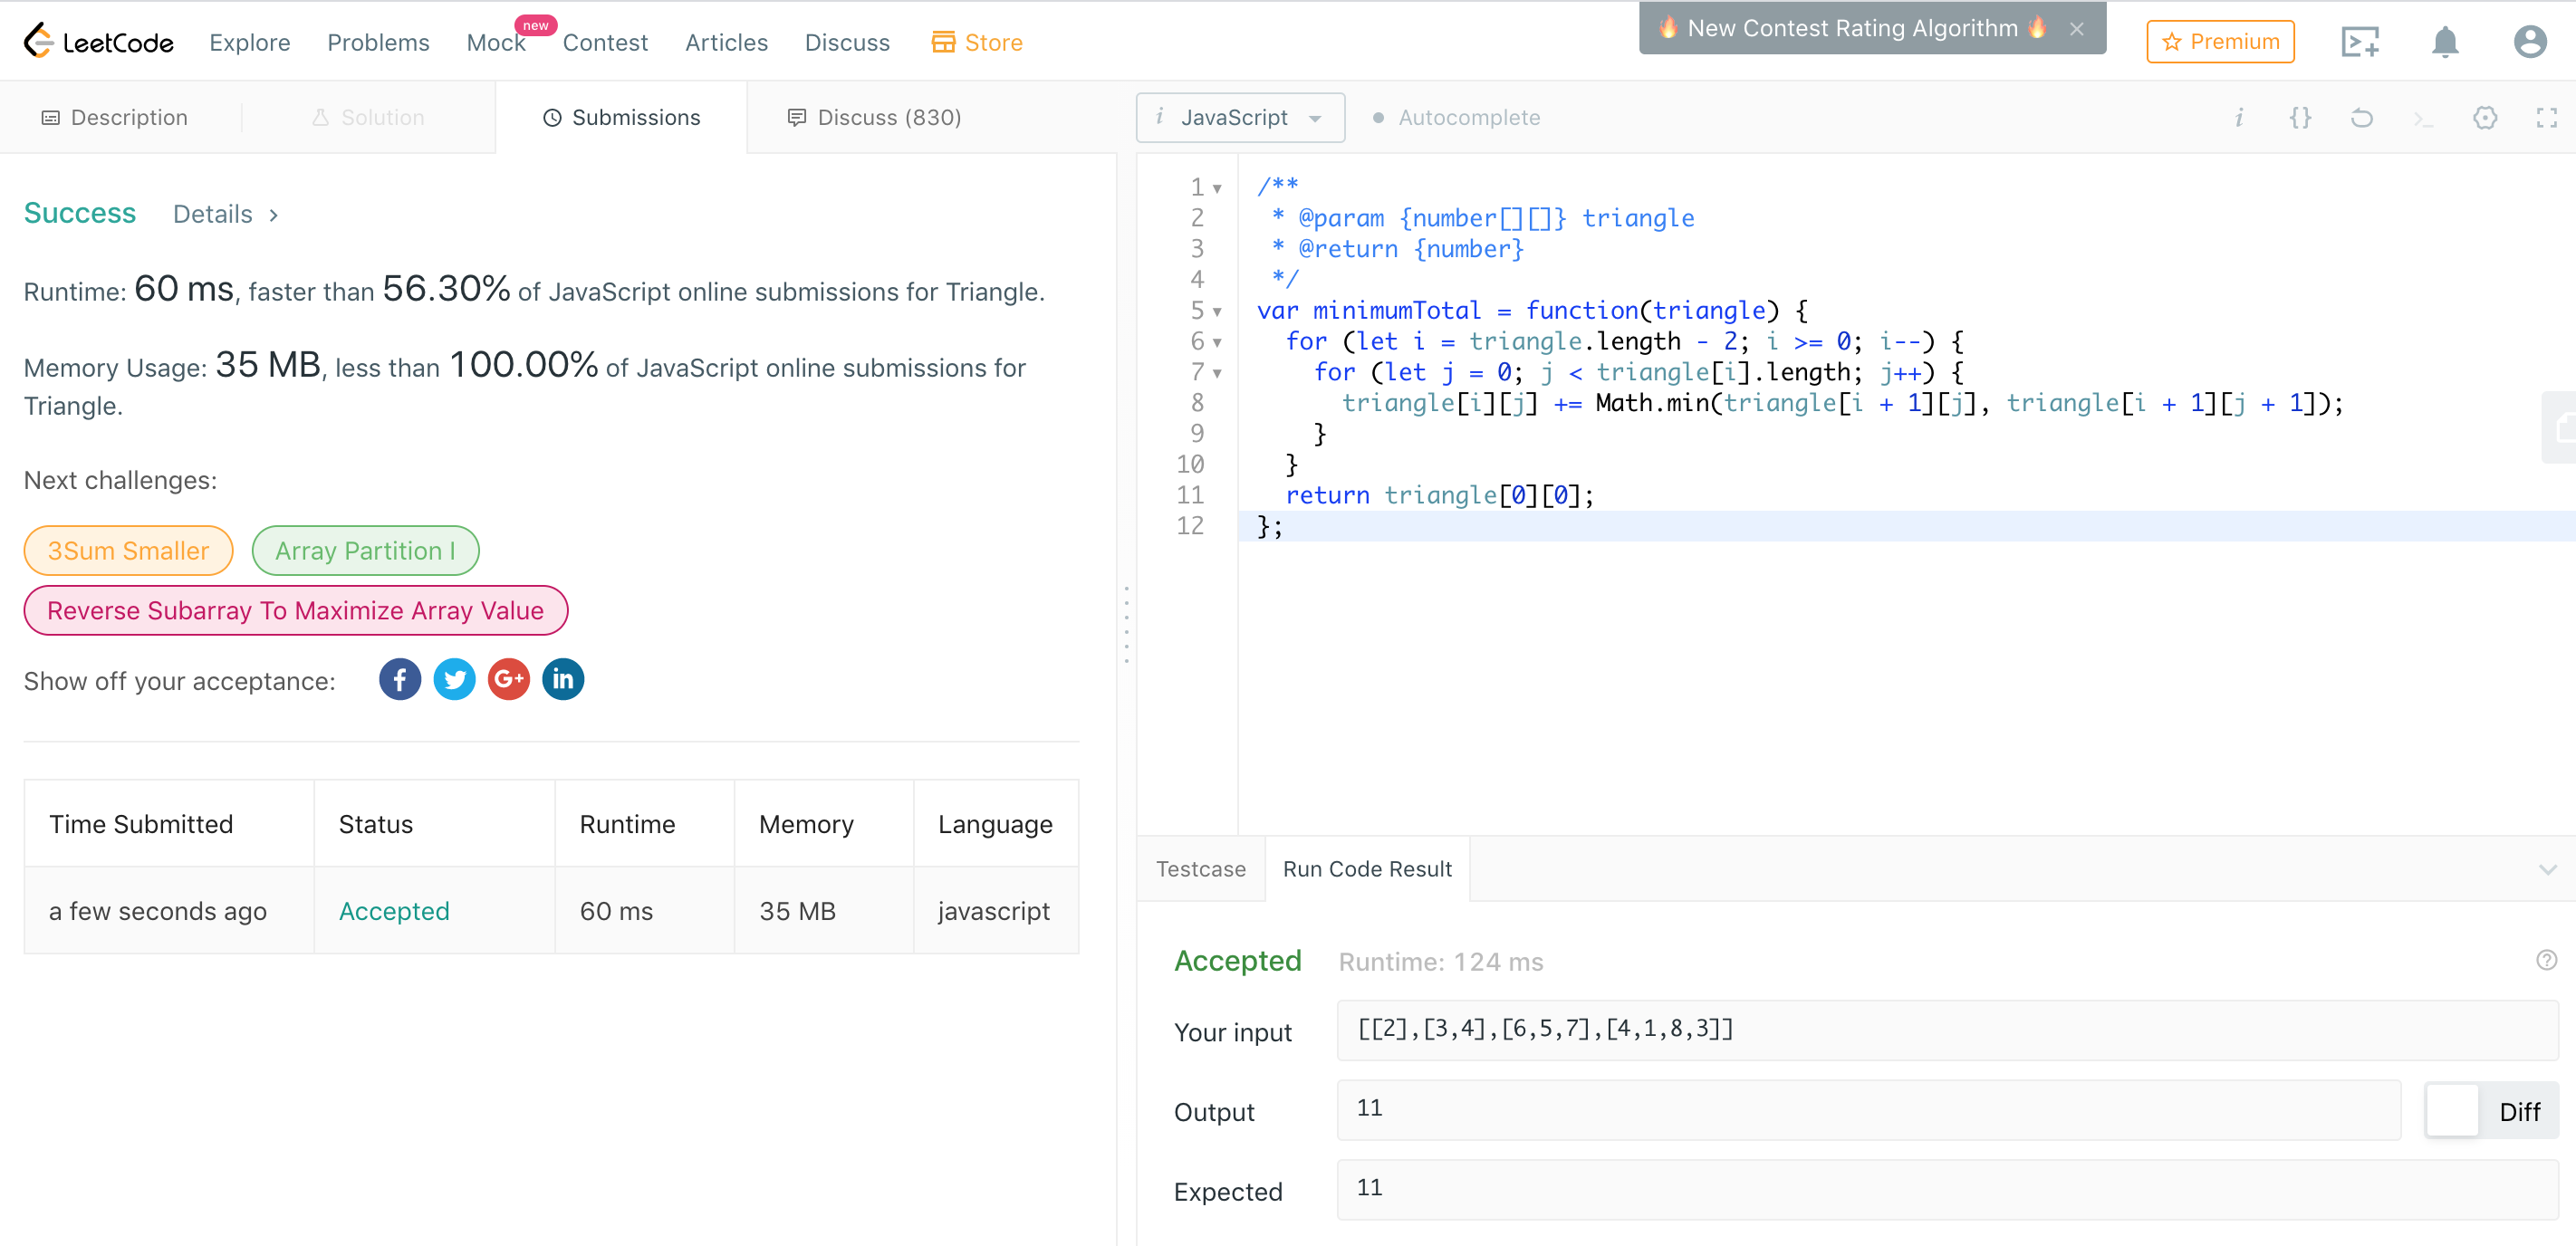 LeetCode Explore Problems Mock new Contest Articles Discuss Store 🔥 New Contest Rating Algorithm 🔥 × Premium
Description Solution Submissions Discuss (830)
Success Details >
Runtime: 60 ms, faster than 56.30% of JavaScript online submissions for Triangle.
Memory Usage: 35 MB, less than 100.00% of JavaScript online submissions for
Triangle.
Next challenges:
3Sum Smaller Array Partition I
Reverse Subarray To Maximize Array Value
Show off your acceptance: f G+ in
Time Submitted Status Runtime Memory Language
a few seconds ago Accepted 60 ms 35 MB javascript
i JavaScript Autocomplete i {} >_
1 /**
2  * @param {number[][]} triangle
3  * @return {number}
4  */
5 var minimumTotal = function(triangle) {
6   for (let i = triangle.length - 2; i >= 0; i--) {
7     for (let j = 0; j < triangle[i].length; j++) {
8       triangle[i][j] += Math.min(triangle[i + 1][j], triangle[i + 1][j + 1]);
9     }
10   }
11   return triangle[0][0];
12 };
Testcase Run Code Result
Accepted Runtime: 124 ms ?
Your input [[2],[3,4],[6,5,7],[4,1,8,3]]
Output 11 Diff
Expected 11